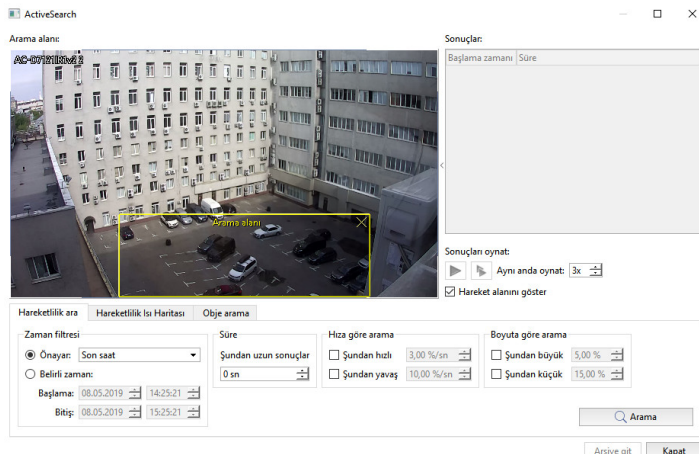 ActiveSearch
Arama alanı:
Sonuçlar:
Başlama zamanı Süre
Arama alanı
Sonuçları oynat:
Aynı anda oynat: 3x
Hareket alanını göster
Hareketlilik ara Hareketlilik Isı Haritası Obje arama
Zaman filtresi Süre Hıza göre arama Boyuta göre arama
Önayar: Son saat Şundan uzun sonuçlar Şundan hızlı 3,00 %/sn Şundan büyük 5,00 %
Belirli zaman: 0 sn Şundan yavaş 10,00 %/sn Şundan küçük 15,00 %
Başlama: 08.05.2019 14:25:21
Bitiş: 08.05.2019 15:25:21
Arama
Arşive git Kapat